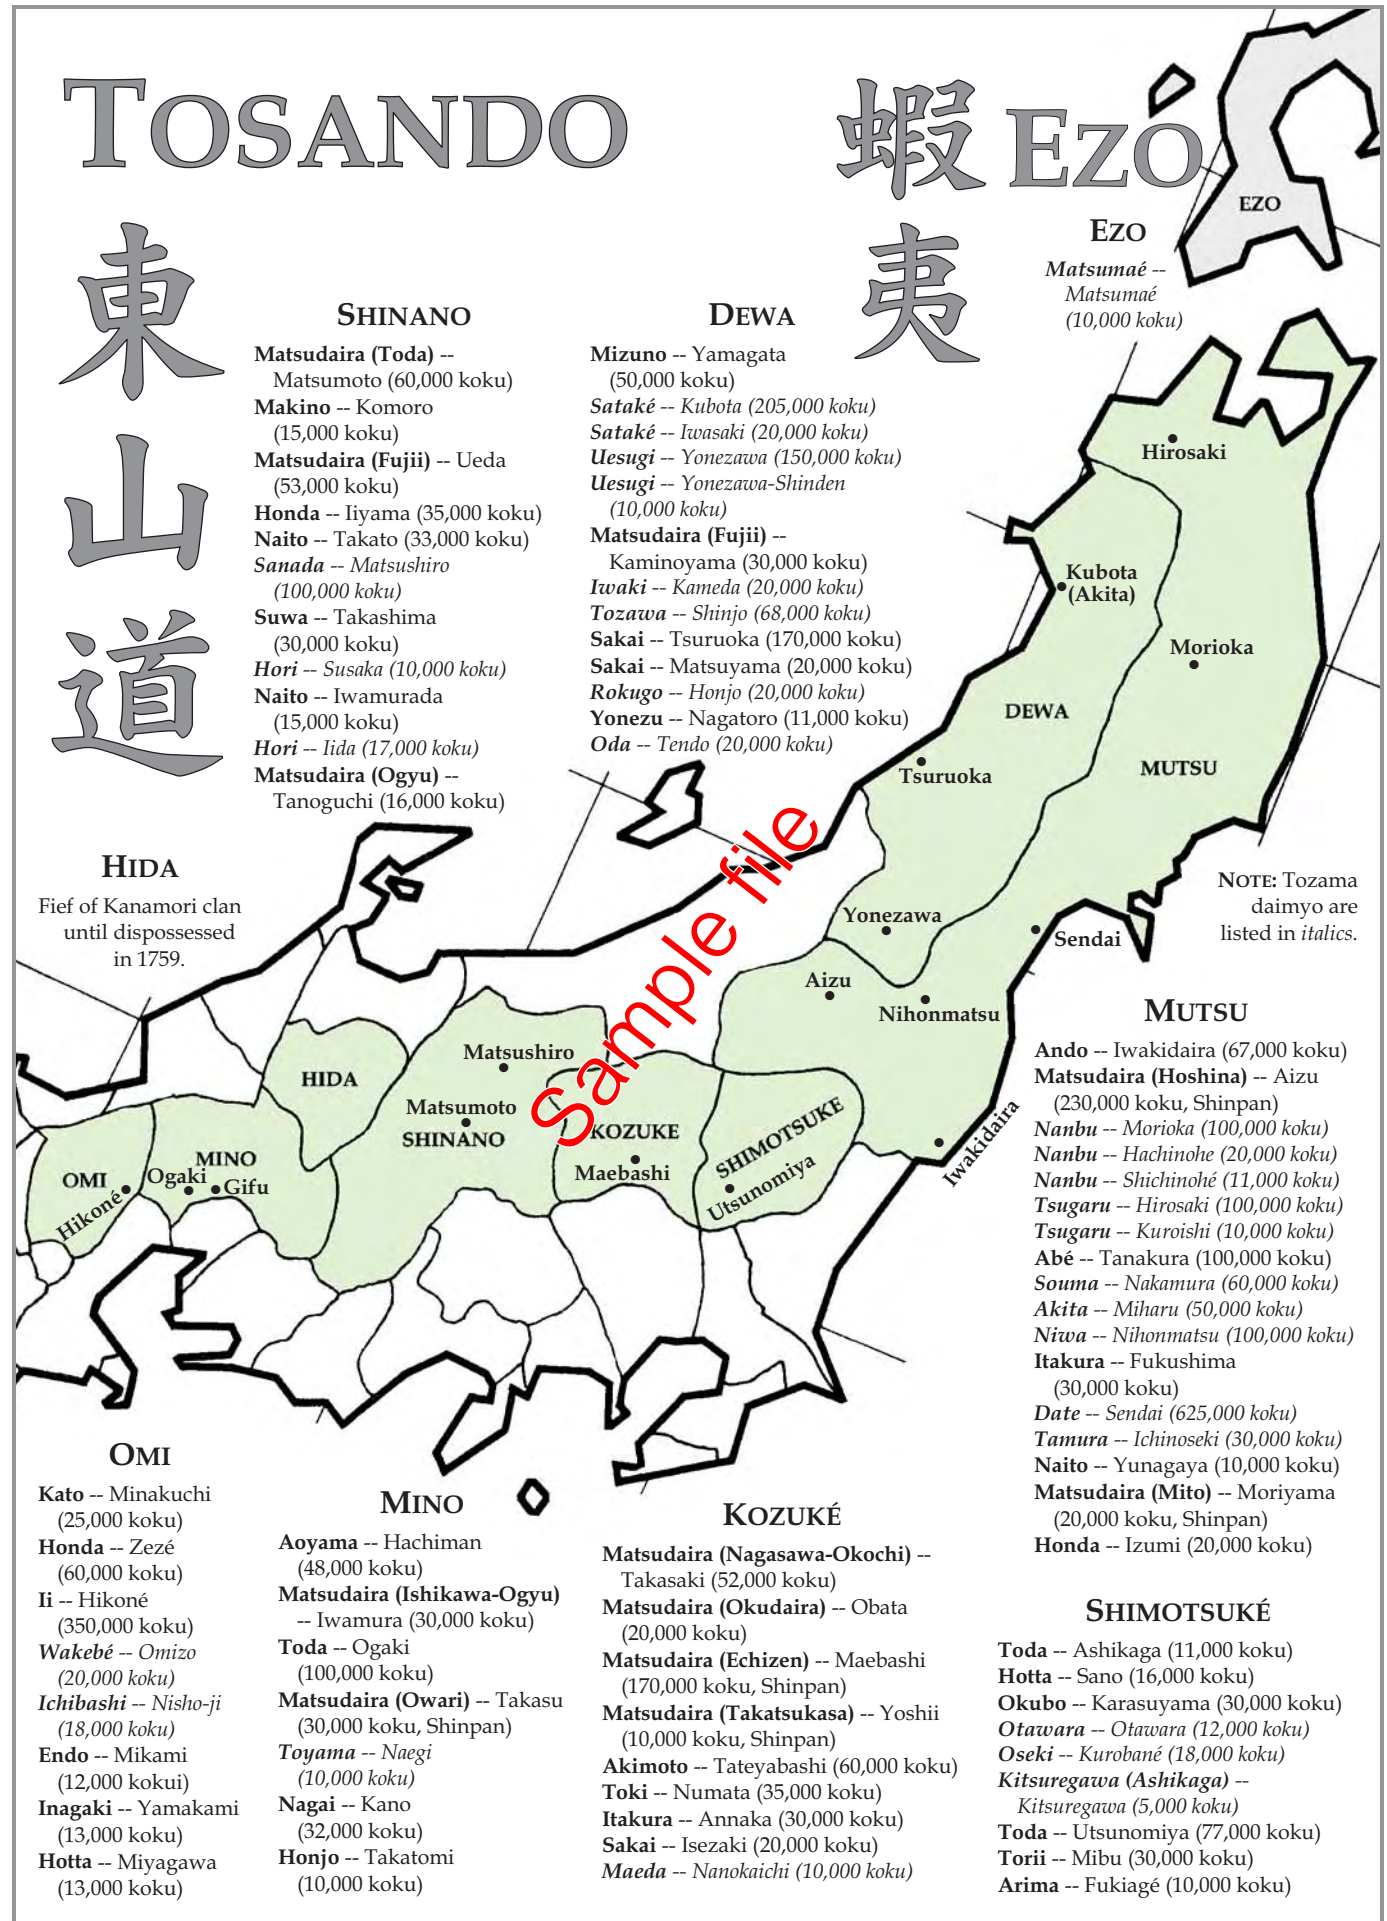 TOSANDO
東
山
道
蝦
夷
EZO
EZO
EZO
Matsumaé --
Matsumaé
(10,000 koku)
SHINANO
Matsudaira (Toda) --
Matsumoto (60,000 koku)
Makino -- Komoro
(15,000 koku)
Matsudaira (Fujii) -- Ueda
(53,000 koku)
Honda -- Iiyama (35,000 koku)
Naito -- Takato (33,000 koku)
Sanada -- Matsushiro
(100,000 koku)
Suwa -- Takashima
(30,000 koku)
Hori -- Susaka (10,000 koku)
Naito -- Iwamurada
(15,000 koku)
Hori -- Iida (17,000 koku)
Matsudaira (Ogyu) --
Tanoguchi (16,000 koku)
DEWA
Mizuno -- Yamagata
(50,000 koku)
Sataké -- Kubota (205,000 koku)
Sataké -- Iwasaki (20,000 koku)
Uesugi -- Yonezawa (150,000 koku)
Uesugi -- Yonezawa-Shinden
(10,000 koku)
Matsudaira (Fujii) --
Kaminoyama (30,000 koku)
Iwaki -- Kameda (20,000 koku)
Tozawa -- Shinjo (68,000 koku)
Sakai -- Tsuruoka (170,000 koku)
Sakai -- Matsuyama (20,000 koku)
Rokugo -- Honjo (20,000 koku)
Yonezu -- Nagatoro (11,000 koku)
Oda -- Tendo (20,000 koku)
HIDA
Fief of Kanamori clan
until dispossessed
in 1759.
NOTE: Tozama
daimyo are
listed in italics.
Hirosaki
Kubota
(Akita)
Morioka
DEWA
MUTSU
Tsuruoka
Yonezawa
Sendai
Aizu
Nihonmatsu
Iwakidaira
Matsushiro
HIDA
Matsumoto
SHINANO
KOZUKE
Maebashi
SHIMOTSUKE
Utsunomiya
OMI
Hikoné
MINO
Ogaki
Gifu
Sample file
MUTSU
Ando -- Iwakidaira (67,000 koku)
Matsudaira (Hoshina) -- Aizu
(230,000 koku, Shinpan)
Nanbu -- Morioka (100,000 koku)
Nanbu -- Hachinohe (20,000 koku)
Nanbu -- Shichinohé (11,000 koku)
Tsugaru -- Hirosaki (100,000 koku)
Tsugaru -- Kuroishi (10,000 koku)
Abé -- Tanakura (100,000 koku)
Souma -- Nakamura (60,000 koku)
Akita -- Miharu (50,000 koku)
Niwa -- Nihonmatsu (100,000 koku)
Itakura -- Fukushima
(30,000 koku)
Date -- Sendai (625,000 koku)
Tamura -- Ichinoseki (30,000 koku)
Naito -- Yunagaya (10,000 koku)
Matsudaira (Mito) -- Moriyama
(20,000 koku, Shinpan)
Honda -- Izumi (20,000 koku)
OMI
Kato -- Minakuchi
(25,000 koku)
Honda -- Zezé
(60,000 koku)
Ii -- Hikoné
(350,000 koku)
Wakebé -- Omizo
(20,000 koku)
Ichibashi -- Nisho-ji
(18,000 koku)
Endo -- Mikami
(12,000 kokui)
Inagaki -- Yamakami
(13,000 koku)
Hotta -- Miyagawa
(13,000 koku)
MINO
Aoyama -- Hachiman
(48,000 koku)
Matsudaira (Ishikawa-Ogyu)
-- Iwamura (30,000 koku)
Toda -- Ogaki
(100,000 koku)
Matsudaira (Owari) -- Takasu
(30,000 koku, Shinpan)
Toyama -- Naegi
(10,000 koku)
Nagai -- Kano
(32,000 koku)
Honjo -- Takatomi
(10,000 koku)
KOZUKÉ
Matsudaira (Nagasawa-Okochi) --
Takasaki (52,000 koku)
Matsudaira (Okudaira) -- Obata
(20,000 koku)
Matsudaira (Echizen) -- Maebashi
(170,000 koku, Shinpan)
Matsudaira (Takatsukasa) -- Yoshii
(10,000 koku, Shinpan)
Akimoto -- Tateyabashi (60,000 koku)
Toki -- Numata (35,000 koku)
Itakura -- Annaka (30,000 koku)
Sakai -- Isezaki (20,000 koku)
Maeda -- Nanokaichi (10,000 koku)
SHIMOTSUKÉ
Toda -- Ashikaga (11,000 koku)
Hotta -- Sano (16,000 koku)
Okubo -- Karasuyama (30,000 koku)
Otawara -- Otawara (12,000 koku)
Oseki -- Kurobané (18,000 koku)
Kitsuregawa (Ashikaga) --
Kitsuregawa (5,000 koku)
Toda -- Utsunomiya (77,000 koku)
Torii -- Mibu (30,000 koku)
Arima -- Fukiagé (10,000 koku)